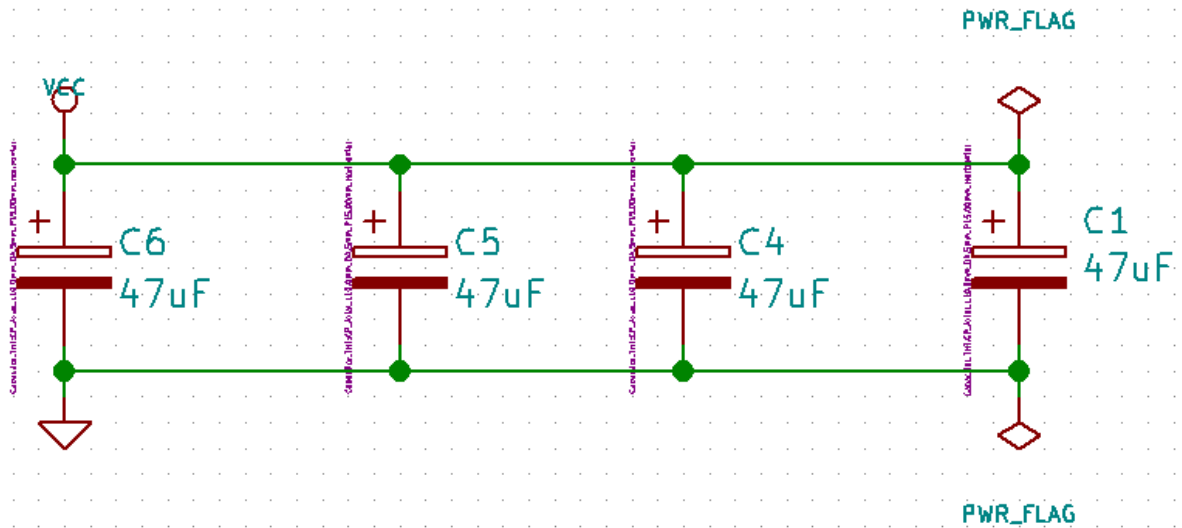 PWR_FLAG
VCC
+
C6
47uF
+
C5
47uF
+
C4
47uF
+
C1
47uF
PWR_FLAG